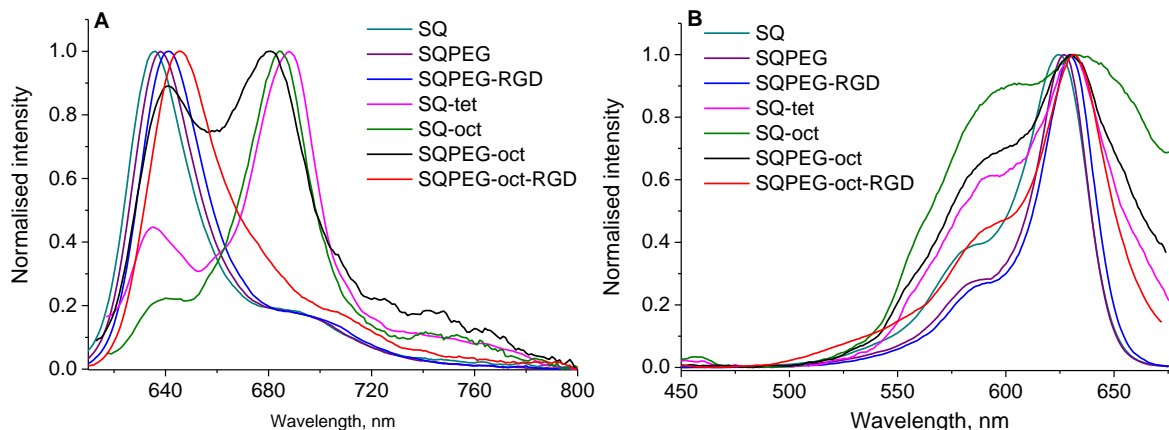 A
SQ
SQPEG
SQPEG-RGD
SQ-tet
SQ-oct
SQPEG-oct
SQPEG-oct-RGD
Normalised intensity
1.0
0.8
0.6
0.4
0.2
0.0
640 680 720 760 800
Wavelength, nm
B
SQ
SQPEG
SQPEG-RGD
SQ-tet
SQ-oct
SQPEG-oct
SQPEG-oct-RGD
Normalised intensity
1.0
0.8
0.6
0.4
0.2
0.0
450 500 550 600 650
Wavelength, nm